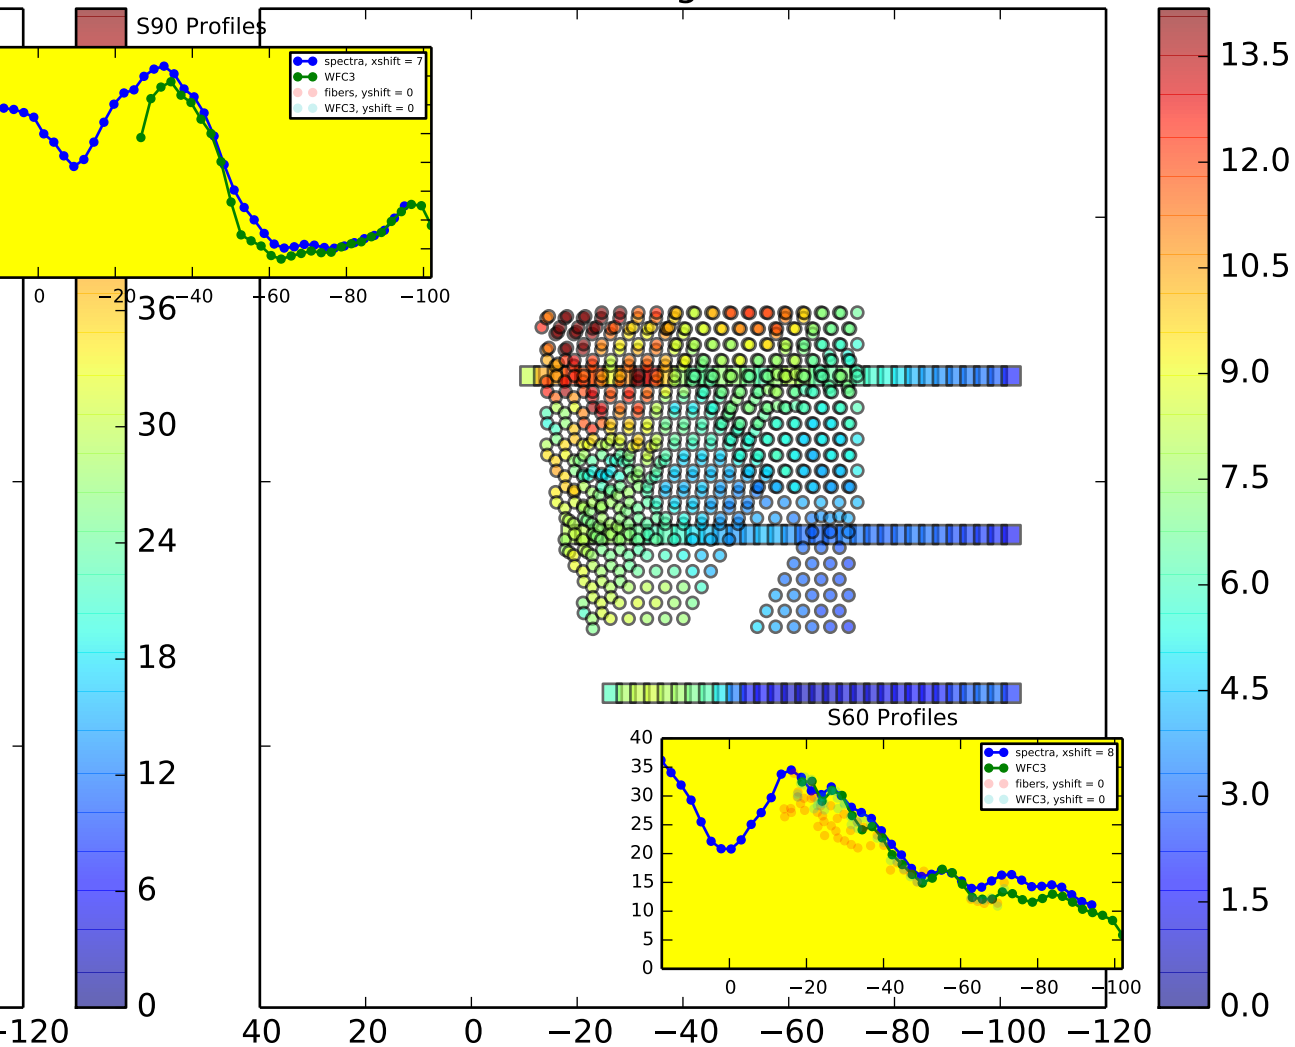 S90 Profiles
spectra, xshift = 7
WFC3
fibers, yshift = 0
WFC3, yshift = 0
0 −20 −40 −60 −80 −100
36
30
24
18
12
6
0
13.5
12.0
10.5
9.0
7.5
6.0
4.5
3.0
1.5
0.0
S60 Profiles
40
35
30
25
20
15
10
5
0
spectra, xshift = 8
WFC3
fibers, yshift = 0
WFC3, yshift = 0
0 −20 −40 −60 −80 −100
−120 40 20 0 −20 −40 −60 −80 −100 −120